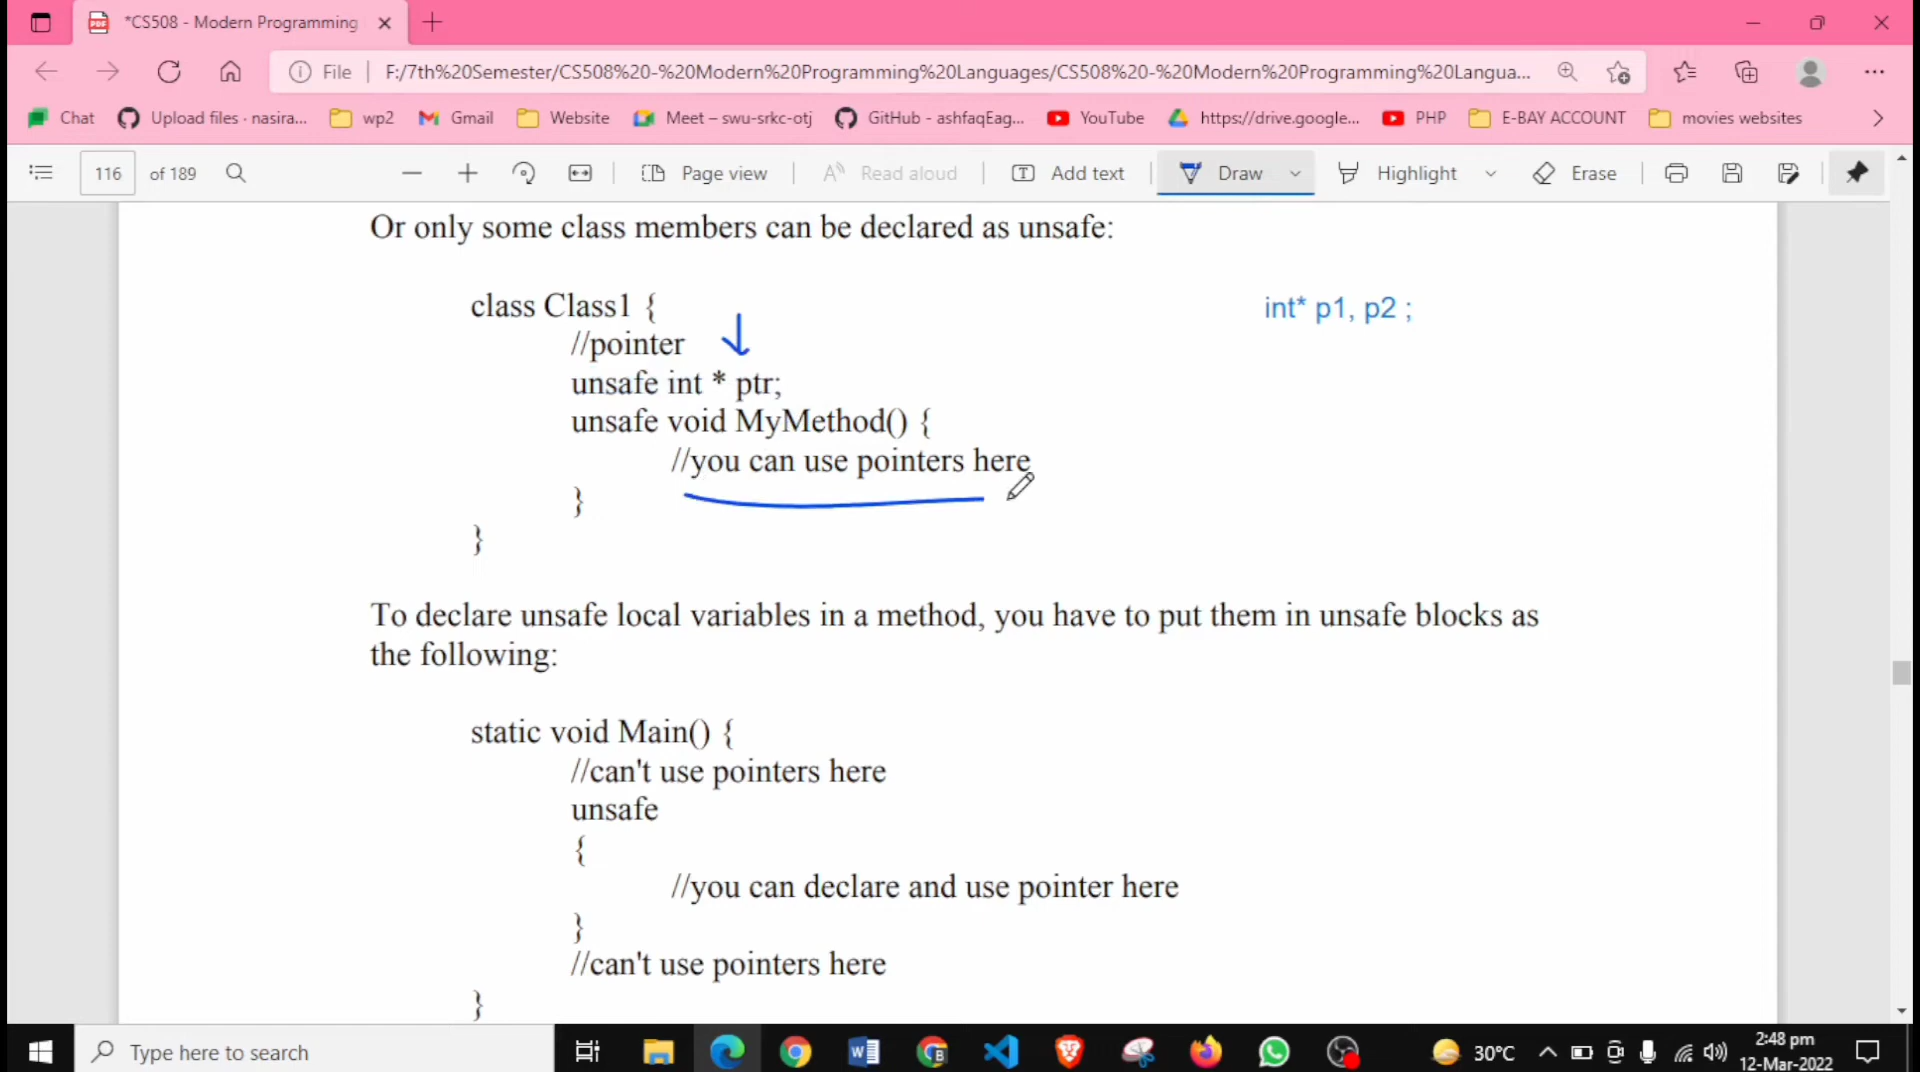 *CS508 - Modern Programming
File F:/7th%20Semester/CS508%20-%20Modern%20Programming%20Languages/CS508%20-%20Modern%20Programming%20Langua...
Chat Upload files · nasira... wp2 Gmail Website Meet – swu-srkc-otj GitHub - ashfaqEag... YouTube https://drive.google... PHP E-BAY ACCOUNT movies websites
116 of 189 Page view Read aloud Add text Draw Highlight Erase
Or only some class members can be declared as unsafe:
class Class1 {
int* p1, p2 ;
//pointer
unsafe int * ptr;
unsafe void MyMethod() {
//you can use pointers here
}
}
To declare unsafe local variables in a method, you have to put them in unsafe blocks as
the following:
static void Main() {
//can't use pointers here
unsafe
{
//you can declare and use pointer here
}
//can't use pointers here
}
Type here to search
30°C
2:48 pm
12-Mar-2022